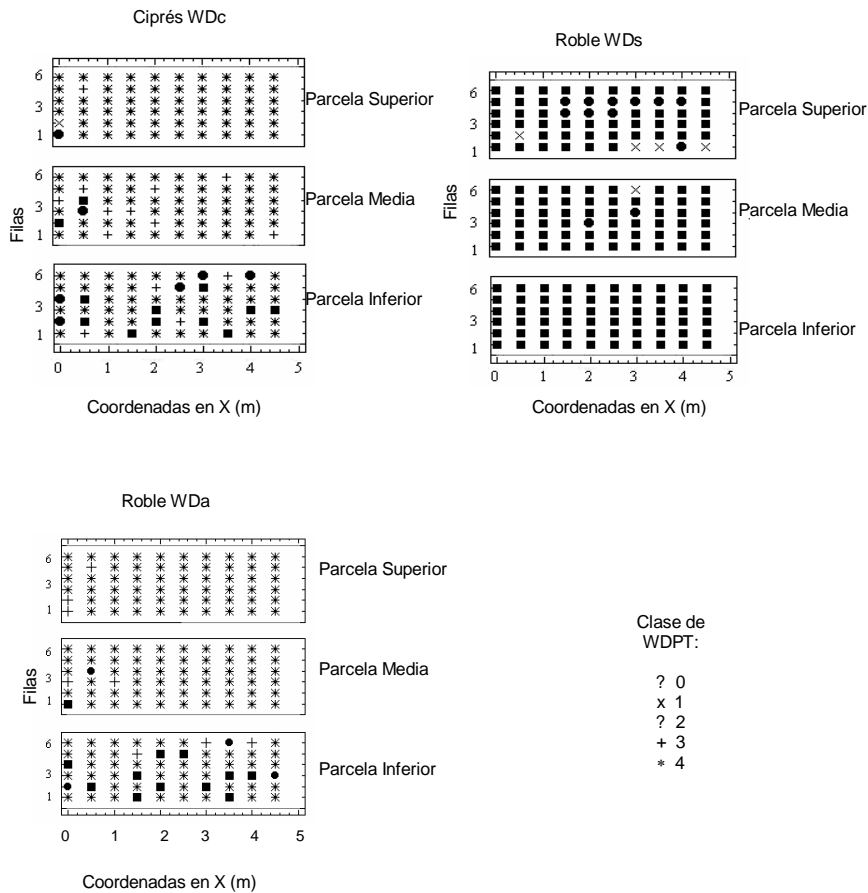 Ciprés WDc
6
3
1
Parcela Superior
6
3
1
Parcela Media
6
3
1
Parcela Inferior
Filas
0 1 2 3 4 5
Coordenadas en X (m)
Roble WDs
6
3
1
Parcela Superior
6
3
1
Parcela Media
6
3
1
Parcela Inferior
Filas
0 1 2 3 4 5
Coordenadas en X (m)
Roble WDa
6
3
1
Parcela Superior
6
3
1
Parcela Media
6
3
1
Parcela Inferior
Filas
0 1 2 3 4 5
Coordenadas en X (m)
Clase de
WDPT:
? 0
x 1
? 2
+ 3
* 4